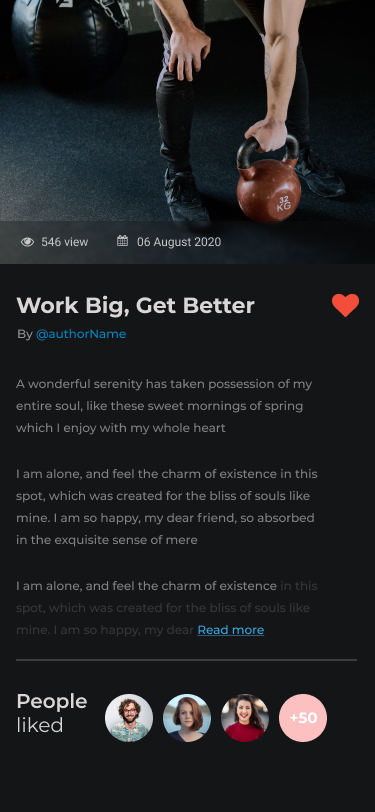 32
KG
546 view
06 August 2020
Work Big, Get Better
By @authorName
A wonderful serenity has taken possession of my
entire soul, like these sweet mornings of spring
which I enjoy with my whole heart
I am alone, and feel the charm of existence in this
spot, which was created for the bliss of souls like
mine. I am so happy, my dear friend, so absorbed
in the exquisite sense of mere
I am alone, and feel the charm of existence in this
spot, which was created for the bliss of souls like
mine. I am so happy, my dear Read more
People
liked
+50